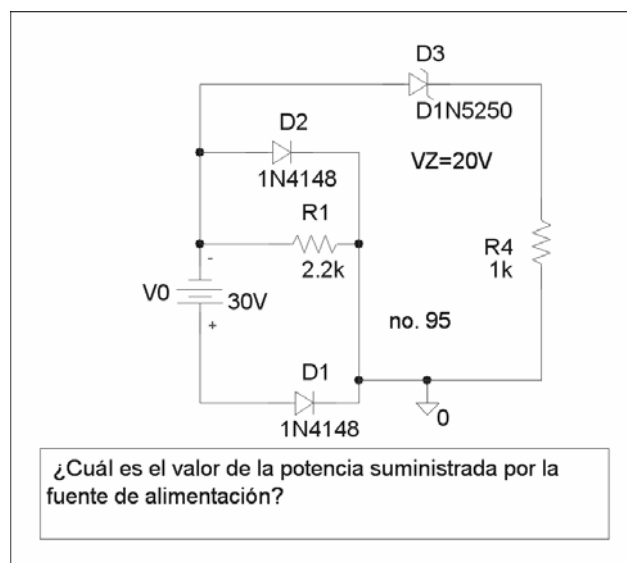 D3
D1N5250
D2
VZ=20V
1N4148
R1
2.2k
R4
1k
-
V0
30V
+
no. 95
D1
0
1N4148
¿Cuál es el valor de la potencia suministrada por la
fuente de alimentación?